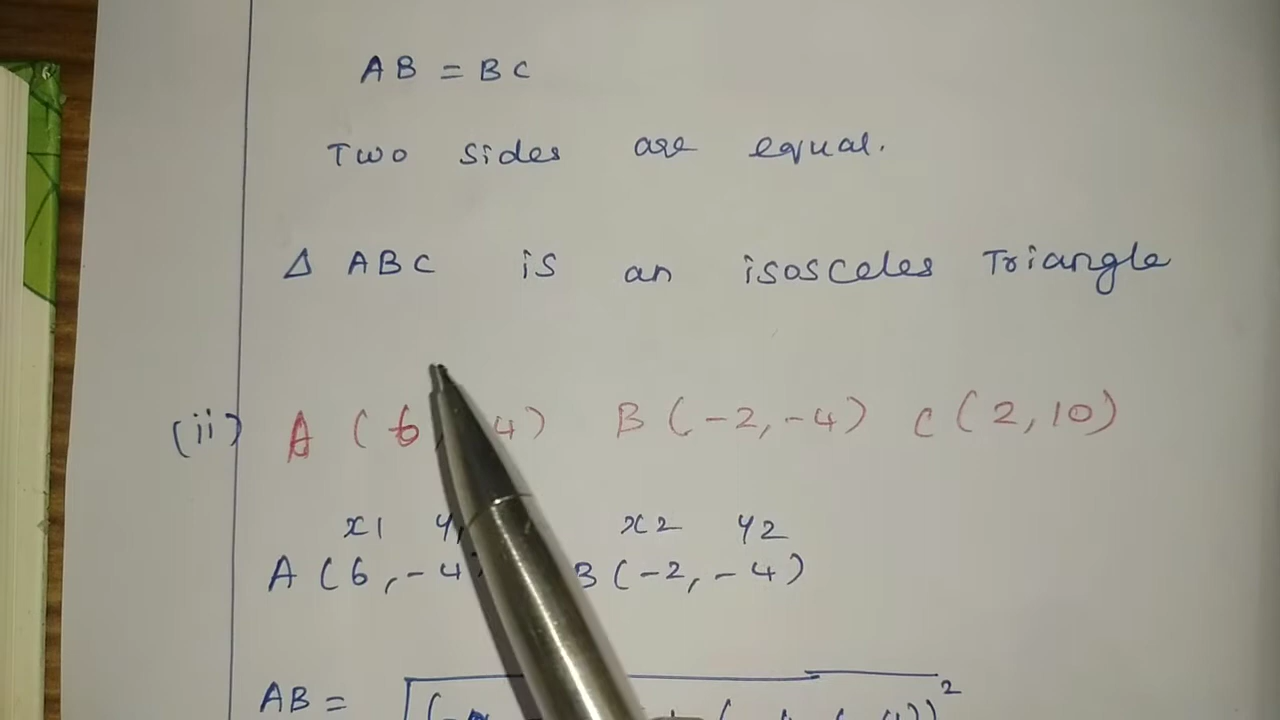 AB = BC
Two sides are equal.
Δ ABC is an isosceles Triangle
(ii) A ( 6, 4) B (-2, -4) C (2, 10)
x1 y1 x2 y2
A (6, -4) B (-2, -4)
AB =